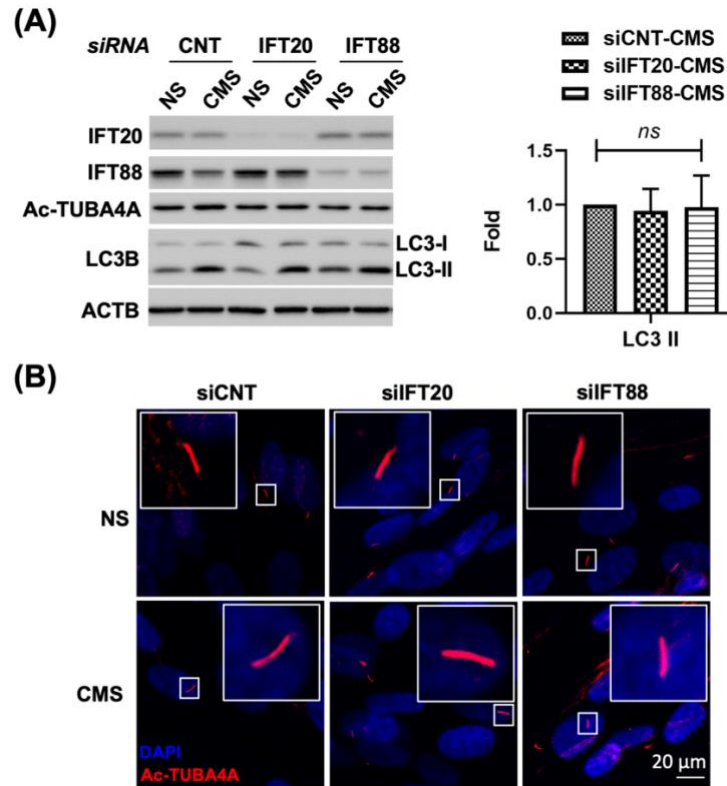 (A)
siRNA CNT IFT20 IFT88
NS CMS NS CMS NS CMS
IFT20
IFT88
Ac-TUBA4A
LC3B
LC3-I
LC3-II
ACTB
siCNT-CMS
siIFT20-CMS
siIFT88-CMS
ns
Fold
1.5
1.0
0.5
0.0
LC3 II
(B)
siCNT siIFT20 siIFT88
NS
CMS
DAPI
Ac-TUBA4A
20 µm